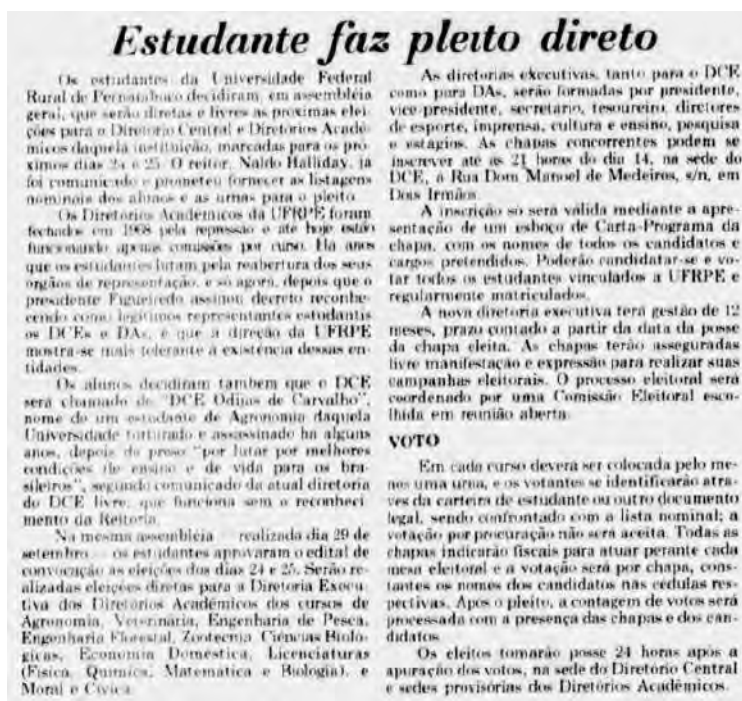 Estudante faz pleito direto
Os estudantes da Universidade Federal
Rural de Pernambuco decidiram, em assembléia
geral, que serão diretas e livres as próximas elei-
ções para o Diretório Central e Diretórios Acadê-
micos daquela instituição, marcadas para os pró-
ximos dias 24 e 25. O reitor, Naldo Halliday, já
foi comunicado e prometeu fornecer as listagens
nominais dos alunos e as urnas para o pleito.
Os Diretórios Acadêmicos da UFRPE foram
fechados em 1968 pela repressão e até hoje estão
funcionando apenas comissões por curso. Há anos
que os estudantes lutam pela reabertura dos seus
orgãos de representação, e só agora, depois que o
presidente Figueiredo assinou decreto reconhe-
cendo como legítimos representantes estudantis
os DCEs e DAs, e que a direção da UFRPE
mostra-se mais tolerante à existência dessas en-
tidades.
Os alunos decidiram tambem que o DCE
será chamado de "DCE Odijas de Carvalho",
nome de um estudante de Agronomia daquela
Universidade torturado e assassinado há alguns
anos, depois de preso "por lutar por melhores
condições de ensino e de vida para os bra-
sileiros", segundo comunicado da atual diretoria
do DCE livre, que funciona sem o reconheci-
mento da Reitoria.
Na mesma assembléia — realizada dia 29 de
setembro — os estudantes aprovaram o edital de
convocação as eleições dos dias 24 e 25. Serão re-
alizadas eleições diretas para a Diretoria Execu-
tiva dos Diretórios Acadêmicos dos cursos de
Agronomia, Veterinária, Engenharia de Pesca,
Engenharia Florestal, Zootecnia, Ciências Bioló-
gicas, Economia Doméstica, Licenciaturas
(Física, Química, Matemática e Biologia), e
Moral e Cívica.
As diretorias executivas, tanto para o DCE
como para DAs, serão formadas por presidente,
vice-presidente, secretário, tesoureiro, diretores
de esporte, imprensa, cultura e ensino, pesquisa
e estágios. As chapas concorrentes podem se
inscrever até as 21 horas do dia 14, na sede do
DCE, à Rua Dom Manoel de Medeiros, s/n, em
Dois Irmãos.
A inscrição só será válida mediante a apre-
sentação de um esboço de Carta-Programa da
chapa, com os nomes de todos os candidatos e
cargos pretendidos. Poderão candidatar-se e vo-
tar todos os estudantes vinculados a UFRPE e
regularmente matriculados.
A nova diretoria executiva terá gestão de 12
meses, prazo contado a partir da data da posse
da chapa eleita. As chapas terão asseguradas
livre manifestação e expressão para realizar suas
campanhas eleitorais. O processo eleitoral será
coordenado por uma Comissão Eleitoral esco-
lhida em reunião aberta.
VOTO
Em cada curso deverá ser colocada pelo me-
nos uma urna, e os votantes se identificarão atra-
ves da carteira de estudante ou outro documento
legal, sendo confrontado com a lista nominal; a
votação por procuração não será aceita. Todas as
chapas indicarão fiscais para atuar perante cada
mesa eleitoral e a votação será por chapa, cons-
tantes os nomes dos candidatos nas cedulas res-
pectivas. Apos o pleito, a contagem de votos será
processada com a presença das chapas e dos can-
didatos.
Os eleitos tomarão posse 24 horas após a
apuração dos votos, na sede do Diretório Central
e sedes provisórias dos Diretórios Acadêmicos.